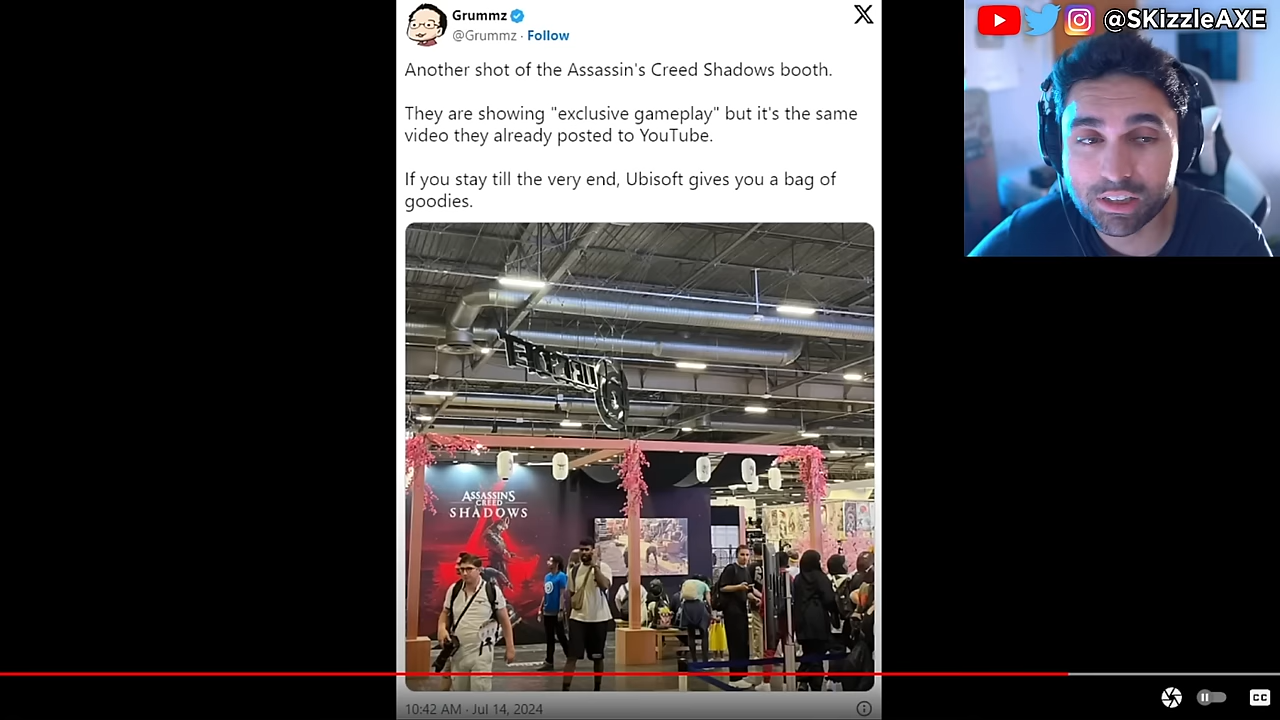 Grummz
@Grummz · Follow
@SKizzleAXE
Another shot of the Assassin's Creed Shadows booth.
They are showing "exclusive gameplay" but it's the same
video they already posted to YouTube.
If you stay till the very end, Ubisoft gives you a bag of
goodies.
ASSASSIN'S
CREED
SHADOWS
10:42 AM · Jul 14, 2024
CC